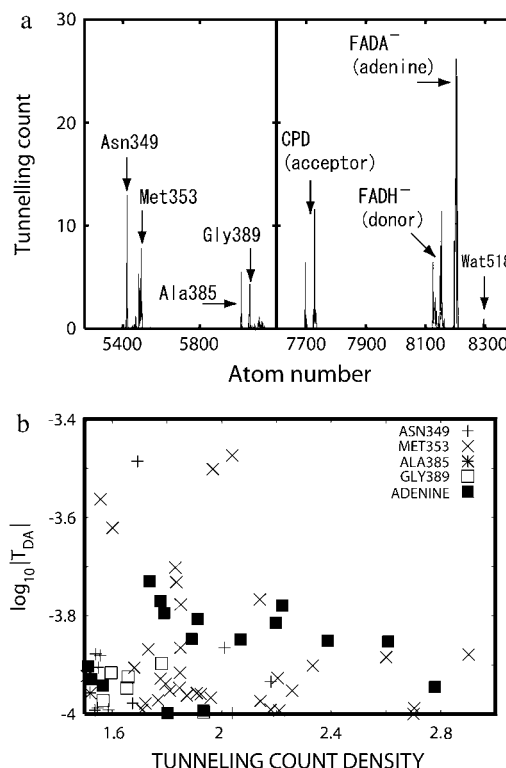 a
30
20
10
0
Tunnelling count
Asn349
Met353
Ala385
Gly389
CPD
(acceptor)
FADA⁻
(adenine)
FADH⁻
(donor)
Wat518
5400 5800 7700 7900 8100 8300
Atom number
b
-3.4
-3.6
-3.8
-4
log₁₀|T_DA|
ASN349
MET353
ALA385
GLY389
ADENINE
1.6 2 2.4 2.8
TUNNELING COUNT DENSITY